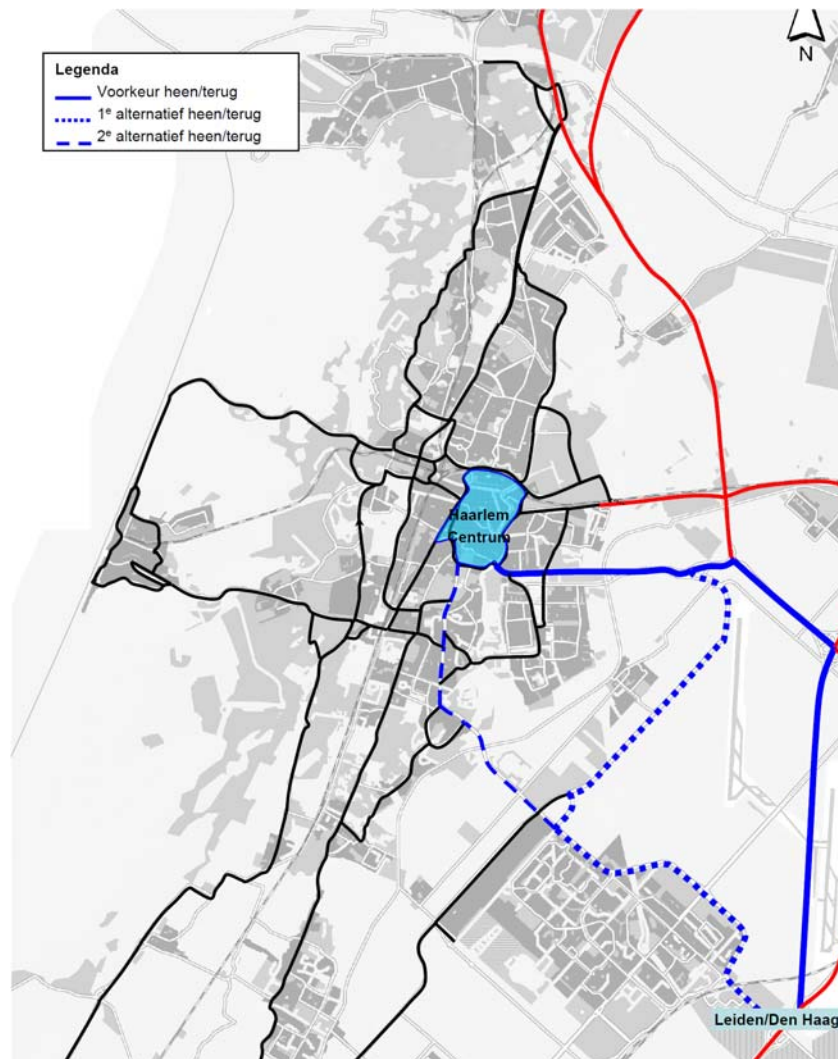 N
Legenda
Voorkeur heen/terug
1e alternatief heen/terug
2e alternatief heen/terug
Haarlem
Centrum
Leiden/Den Haag